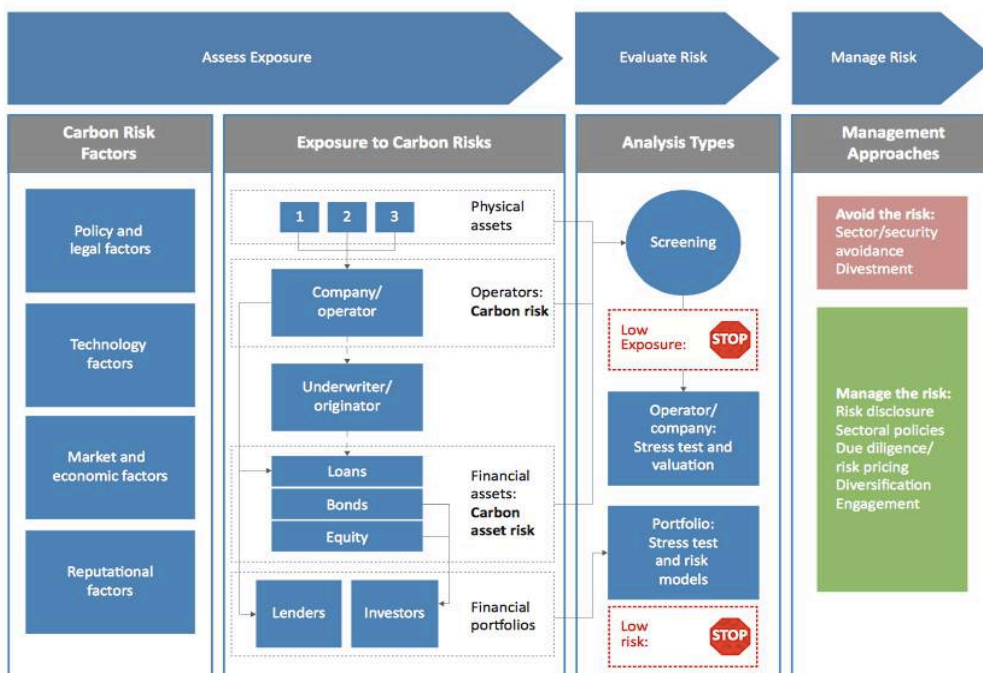 Assess Exposure
Evaluate Risk
Manage Risk
Carbon Risk
Factors
Policy and
legal factors
Technology
factors
Market and
economic factors
Reputational
factors
Exposure to Carbon Risks
1
2
3
Physical
assets
Company/
operator
Operators:
Carbon risk
Underwriter/
originator
Loans
Bonds
Equity
Financial
assets:
Carbon
asset risk
Lenders
Investors
Financial
portfolios
Analysis Types
Screening
Low
Exposure:
STOP
Operator/
company:
Stress test and
valuation
Portfolio:
Stress test
and risk
models
Low
risk:
STOP
Management
Approaches
Avoid the risk:
Sector/security
avoidance
Divestment
Manage the risk:
Risk disclosure
Sectoral policies
Due diligence/
risk pricing
Diversification
Engagement